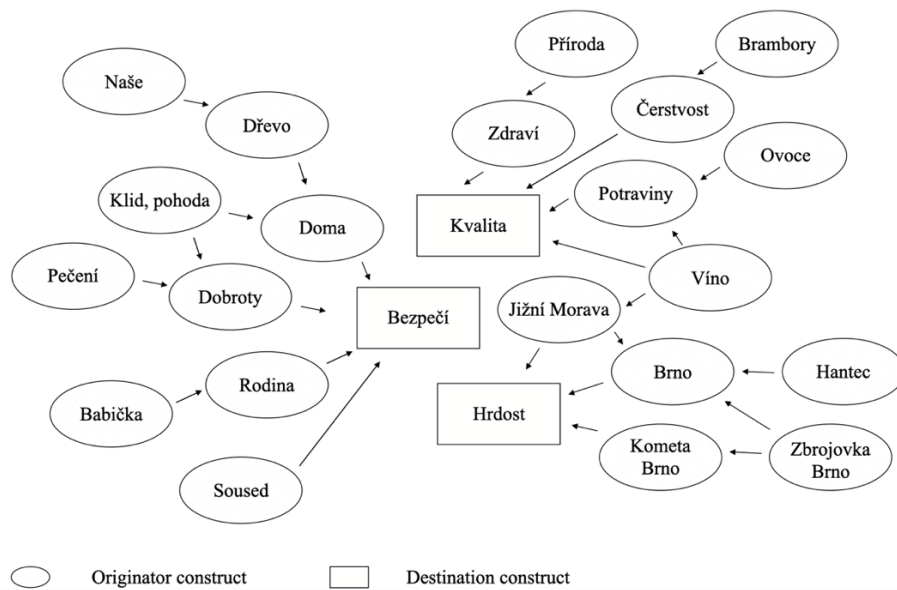 Příroda
Brambory
Naše
Čerstvost
Dřevo
Zdraví
Ovoce
Potraviny
Klid, pohoda
Doma
Kvalita
Pečení
Víno
Dobroty
Jižní Morava
Bezpečí
Brno
Hantec
Rodina
Babička
Hrdost
Kometa
Brno
Zbrojovka
Brno
Soused
Originator construct
Destination construct